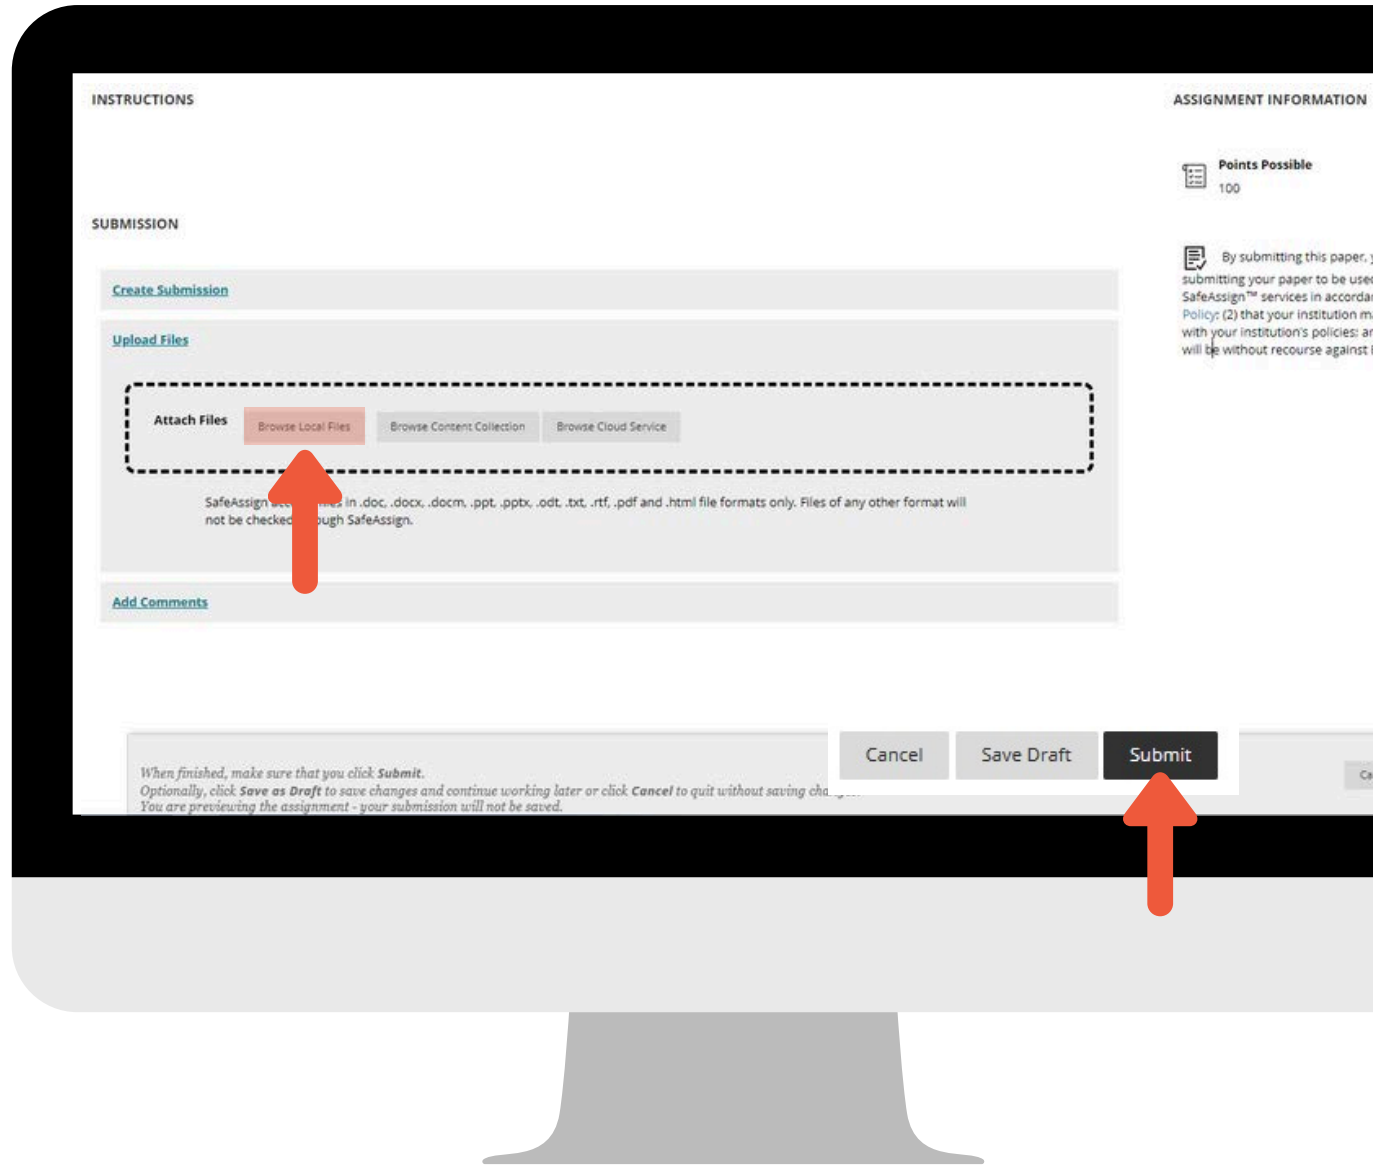 INSTRUCTIONS
SUBMISSION
Create Submission
Upload Files
Attach Files Browse Local Files Browse Content Collection Browse Cloud Service
SafeAssign in .doc, .docx, .docm, .ppt, .pptx, .odt, .txt, .rtf, .pdf and .html file formats only. Files of any other format will
not be checked SafeAssign.
Add Comments
When finished, make sure that you click Submit.
Optionally, click Save as Draft to save changes and continue working later or click Cancel to quit without saving
You are previewing the assignment - your submission will not be saved.
Cancel Save Draft Submit
ASSIGNMENT INFORMATION
Points Possible
100
By submitting this paper,
submitting your paper to be
SafeAssign™ services in
Policy; (2) that your institution
with your institution's policies;
will be without recourse against